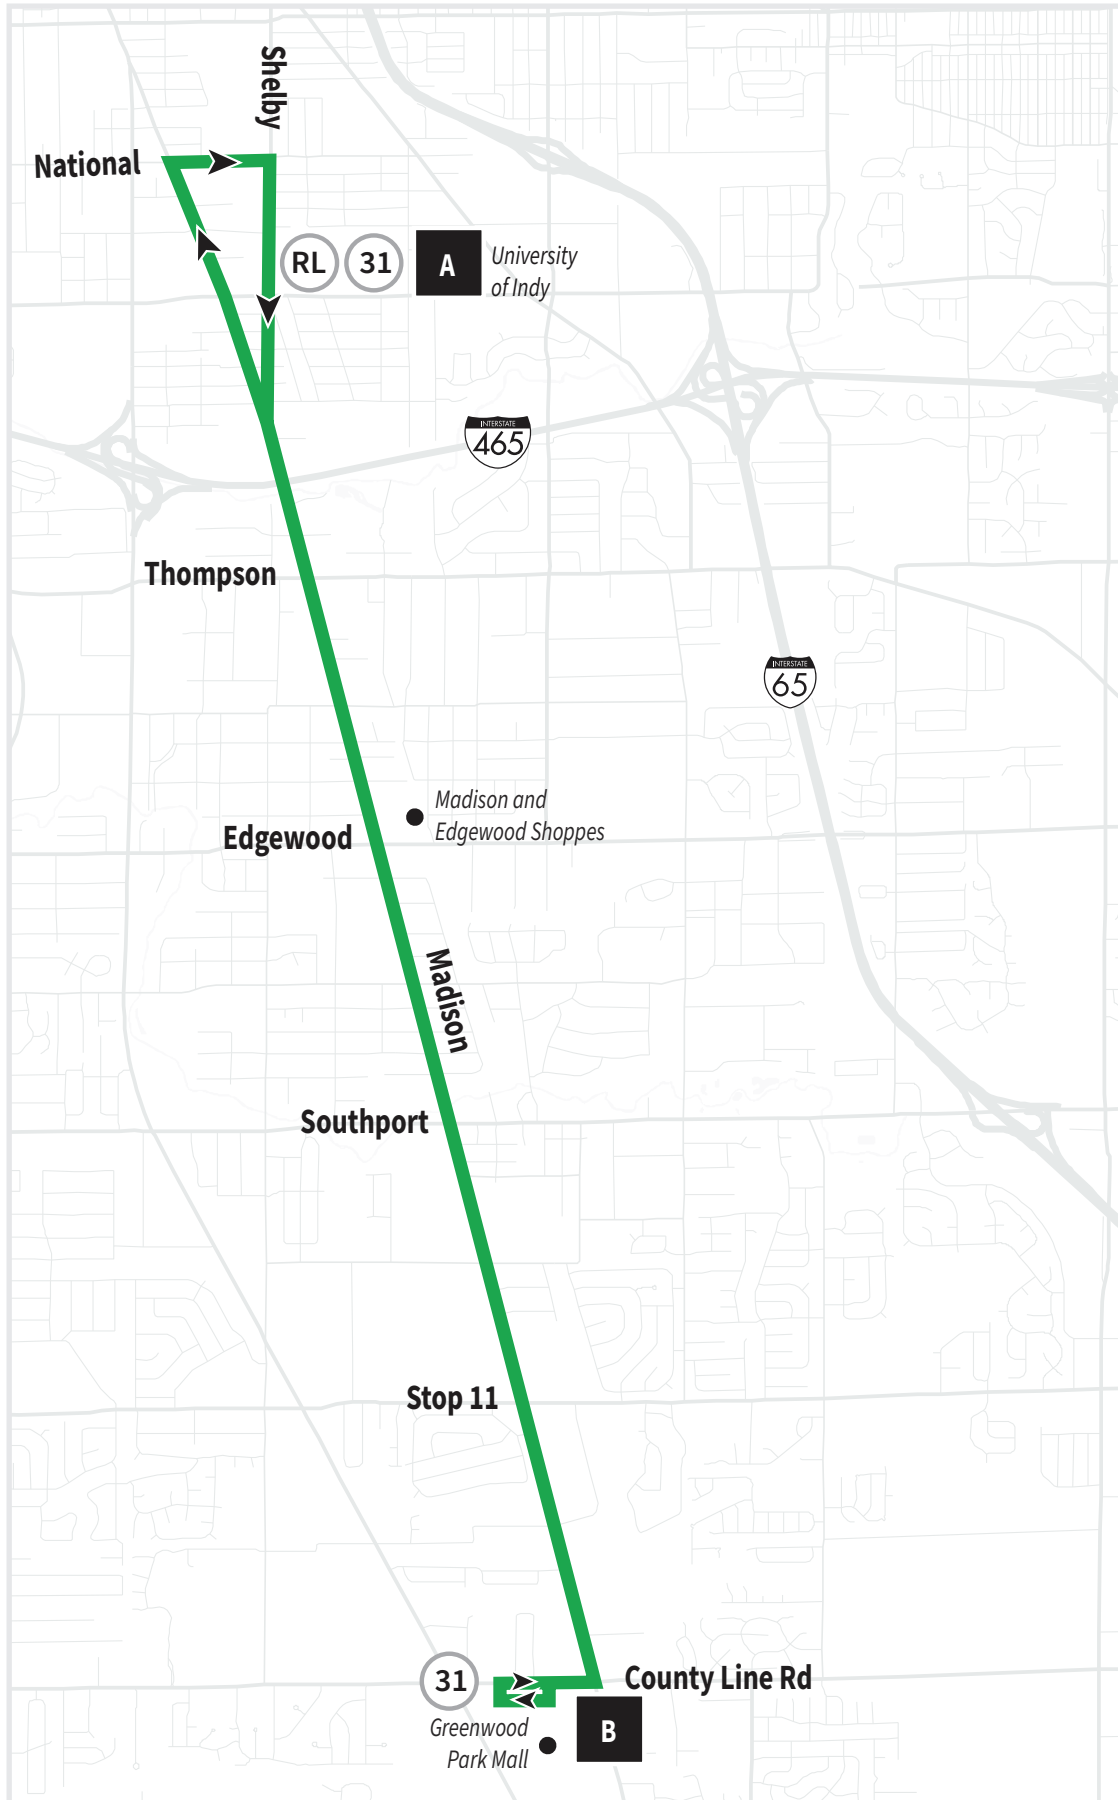 Shelby
National
RL
31
A
University
of Indy
INTERSTATE
465
Thompson
INTERSTATE
65
Madison and
Edgewood Shoppes
Edgewood
Madison
Southport
Stop 11
31
County Line Rd
Greenwood
Park Mall
B